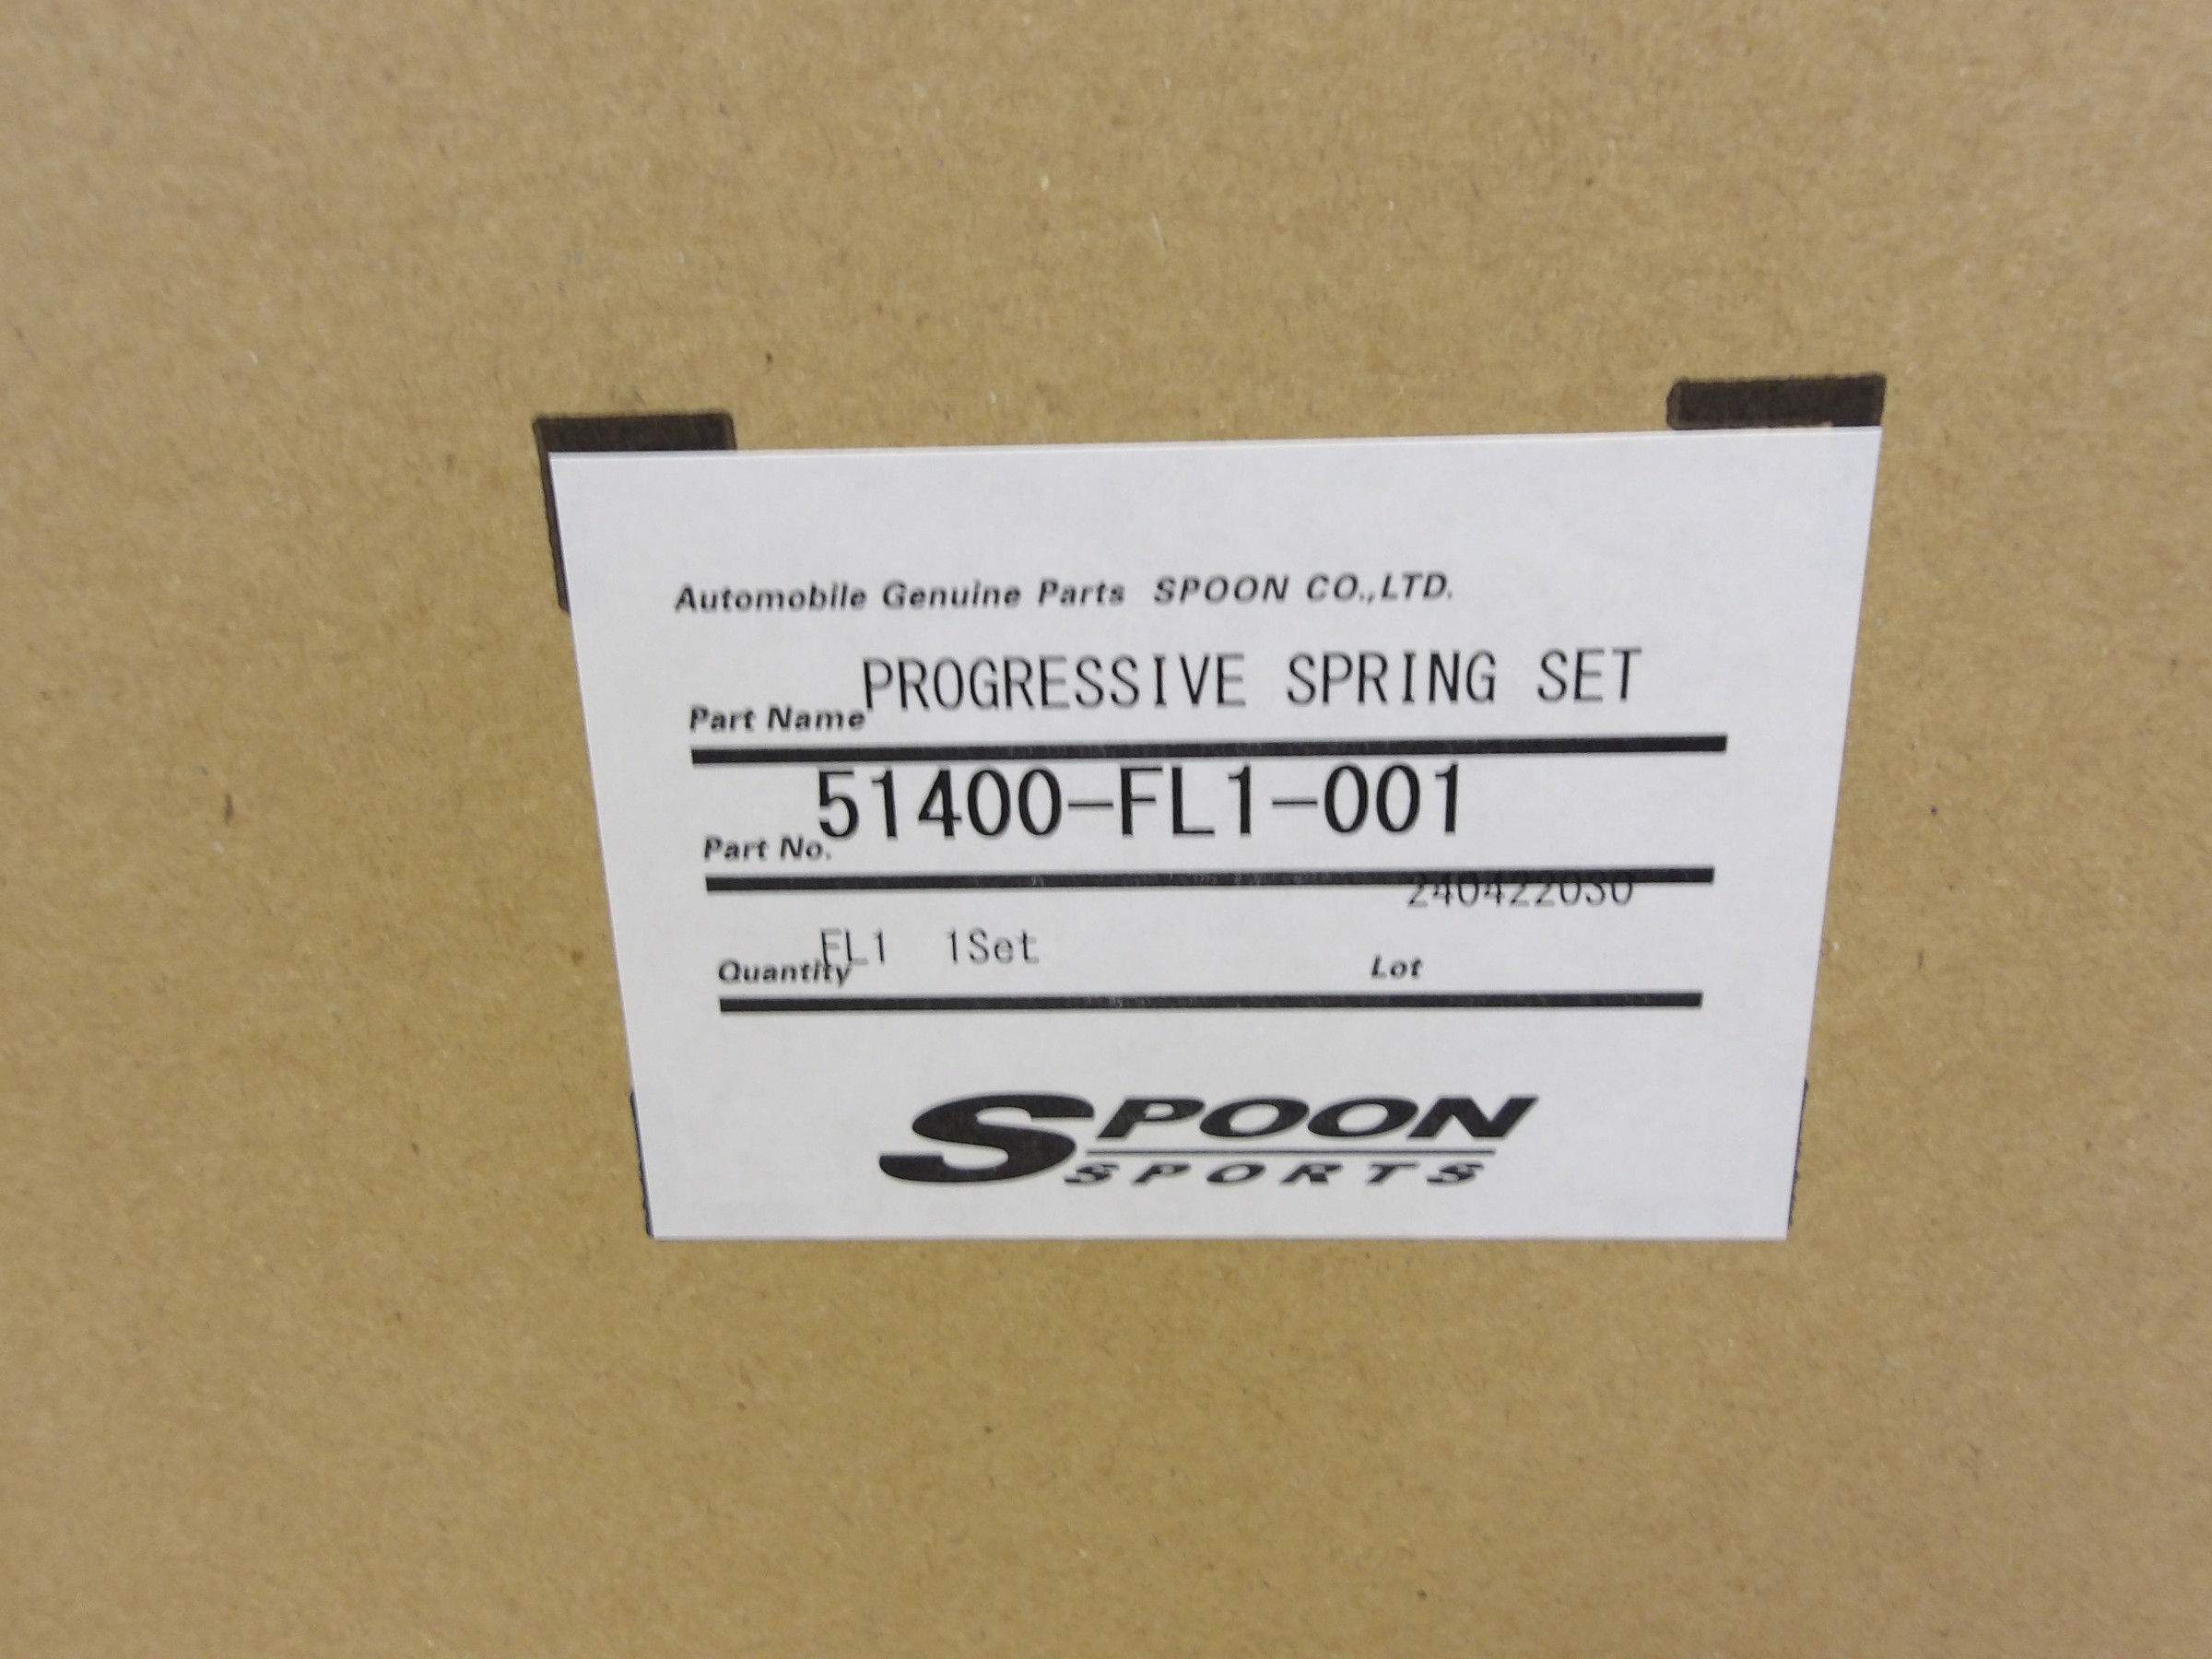 Automobile Genuine Parts SPOON CO.,LTD.
Part Name PROGRESSIVE SPRING SET
Part No. 51400-FL1-001
240422030
Quantity FL1 1Set Lot
SPOON
SPORTS